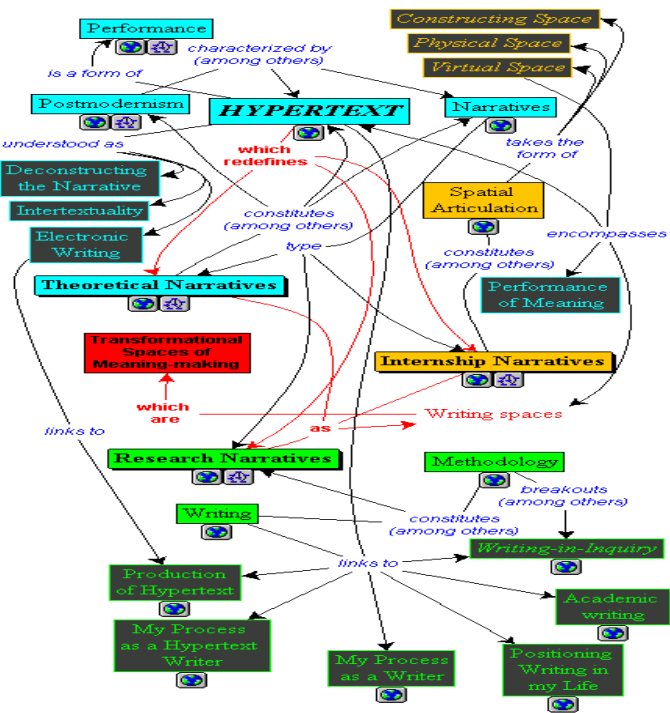 Constructing Space
Performance
Physical Space
characterized by
(among others)
Virtual Space
is a form of
Postmodernism
HYPERTEXT
Narratives
understood as
which
redefines
takes the
form of
Deconstructing
the Narrative
Spatial
Articulation
Intertextuality
constitutes
(among others)
Electronic
Writing
encompasses
type
constitutes
(among others)
Theoretical Narratives
Performance
of Meaning
Transformational
Spaces of
Meaning-making
Internship Narratives
which
are
Writing spaces
links to
as
Research Narratives
Methodology
breakouts
(among others)
Writing
constitutes
(among others)
Writing-in-Inquiry
links to
Production
of Hypertext
Academic
writing
My Process
as a Hypertext
Writer
My Process
as a Writer
Positioning
Writing in
my Life